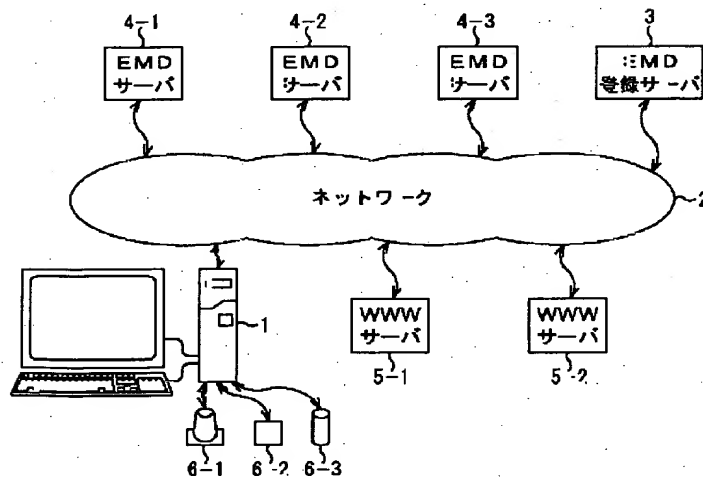 4-1
4-2
4-3
3
EMD
サーバ
EMD
サーバ
EMD
サーバ
EMD
登録サーバ
ネットワーク
2
1
WWW
サーバ
WWW
サーバ
5-1
5-2
6-1
6-2
6-3